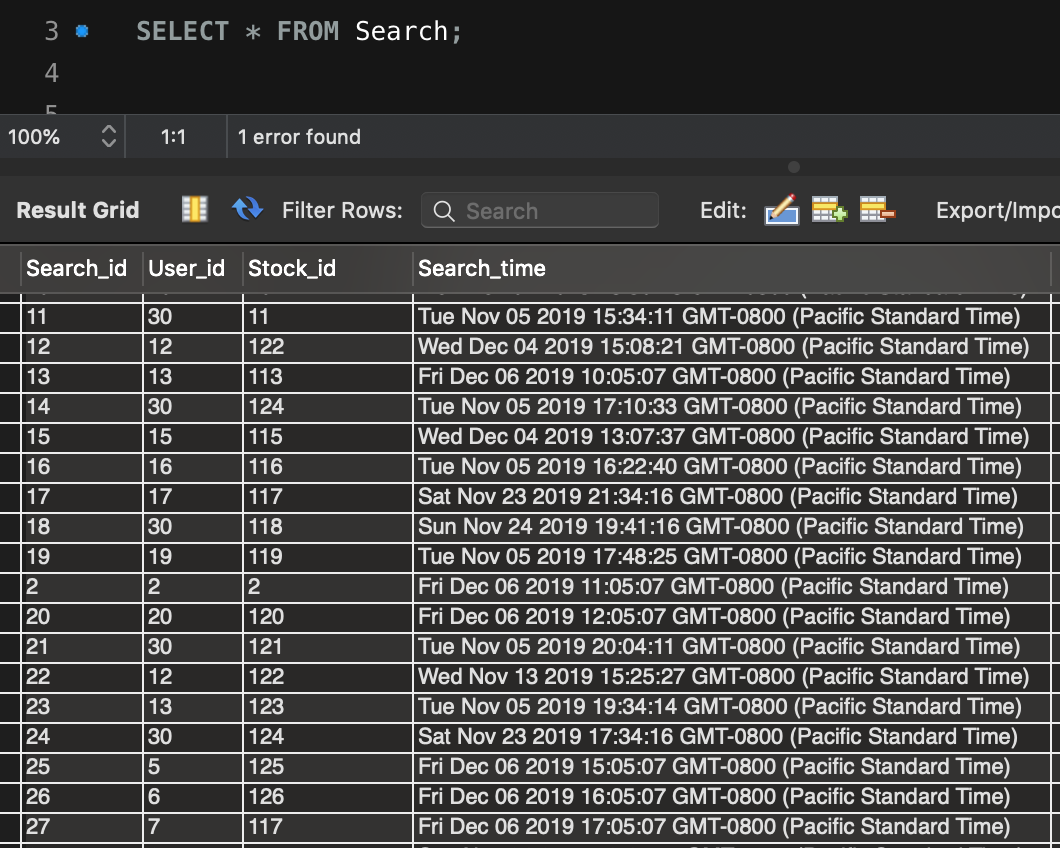 3 SELECT * FROM Search;
4
5
100% 1:1 1 error found
Result Grid Filter Rows: Search Edit: Export/Impo
Search_id User_id Stock_id Search_time
11 30 11 Tue Nov 05 2019 15:34:11 GMT-0800 (Pacific Standard Time)
12 12 122 Wed Dec 04 2019 15:08:21 GMT-0800 (Pacific Standard Time)
13 13 113 Fri Dec 06 2019 10:05:07 GMT-0800 (Pacific Standard Time)
14 30 124 Tue Nov 05 2019 17:10:33 GMT-0800 (Pacific Standard Time)
15 15 115 Wed Dec 04 2019 13:07:37 GMT-0800 (Pacific Standard Time)
16 16 116 Tue Nov 05 2019 16:22:40 GMT-0800 (Pacific Standard Time)
17 17 117 Sat Nov 23 2019 21:34:16 GMT-0800 (Pacific Standard Time)
18 30 118 Sun Nov 24 2019 19:41:16 GMT-0800 (Pacific Standard Time)
19 19 119 Tue Nov 05 2019 17:48:25 GMT-0800 (Pacific Standard Time)
2 2 2 Fri Dec 06 2019 11:05:07 GMT-0800 (Pacific Standard Time)
20 20 120 Fri Dec 06 2019 12:05:07 GMT-0800 (Pacific Standard Time)
21 30 121 Tue Nov 05 2019 20:04:11 GMT-0800 (Pacific Standard Time)
22 12 122 Wed Nov 13 2019 15:25:27 GMT-0800 (Pacific Standard Time)
23 13 123 Tue Nov 05 2019 19:34:14 GMT-0800 (Pacific Standard Time)
24 30 124 Sat Nov 23 2019 17:34:16 GMT-0800 (Pacific Standard Time)
25 5 125 Fri Dec 06 2019 15:05:07 GMT-0800 (Pacific Standard Time)
26 6 126 Fri Dec 06 2019 16:05:07 GMT-0800 (Pacific Standard Time)
27 7 117 Fri Dec 06 2019 17:05:07 GMT-0800 (Pacific Standard Time)